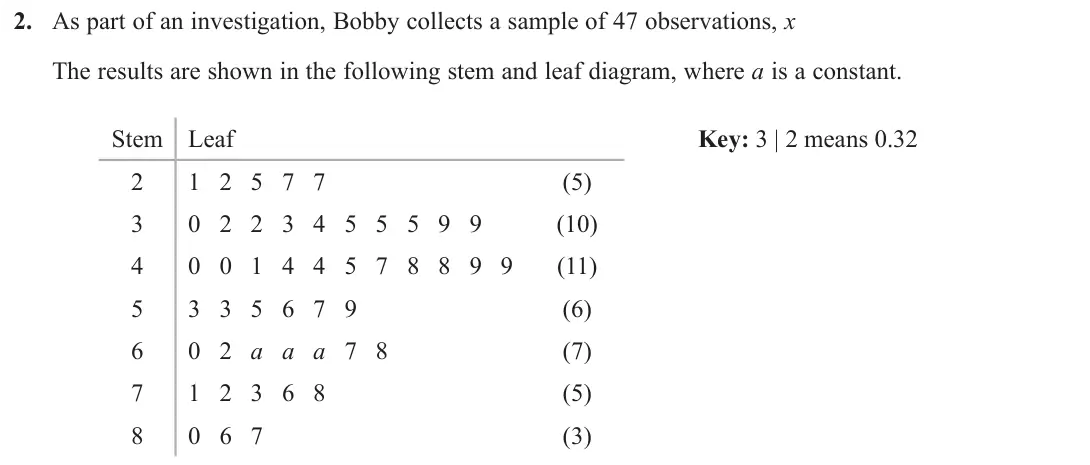 2. As part of an investigation, Bobby collects a sample of 47 observations, x
The results are shown in the following stem and leaf diagram, where a is a constant.
Stem Leaf Key: 3 | 2 means 0.32
2 1 2 5 7 7 (5)
3 0 2 2 3 4 5 5 5 9 9 (10)
4 0 0 1 4 4 5 7 8 8 9 9 (11)
5 3 3 5 6 7 9 (6)
6 0 2 a a a 7 8 (7)
7 1 2 3 6 8 (5)
8 0 6 7 (3)